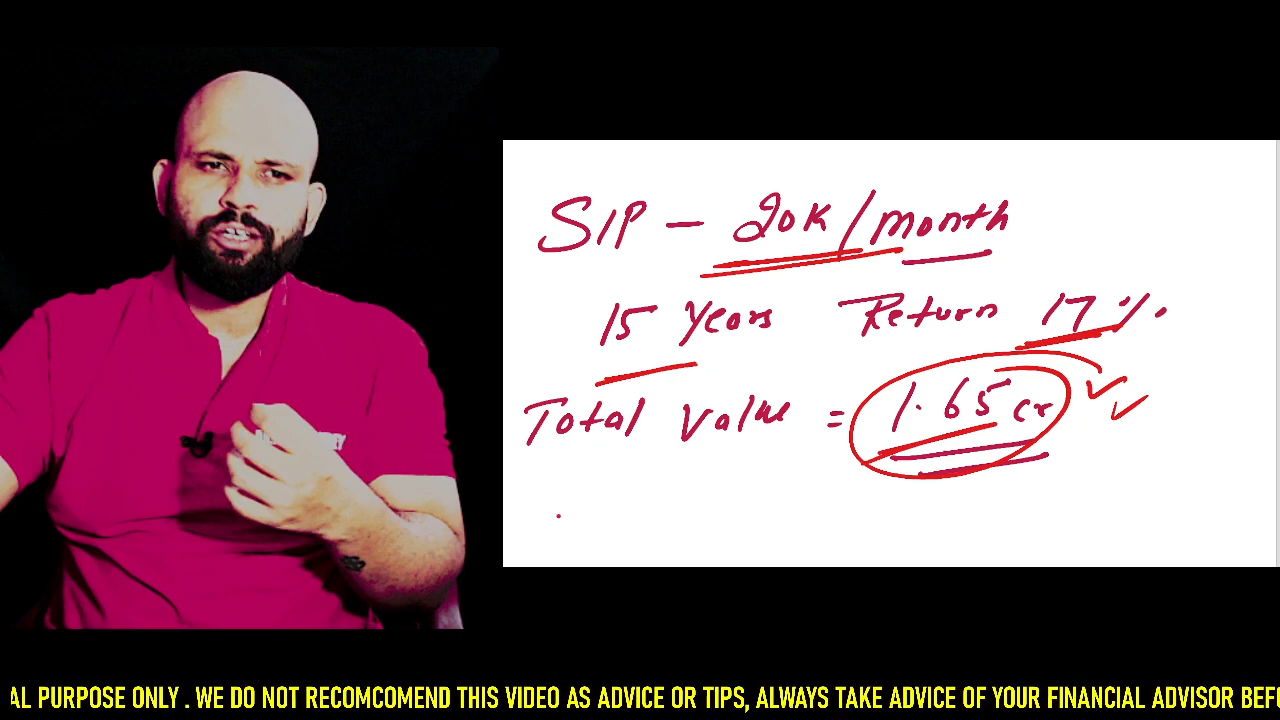 SIP - 20K/month
15 Years Return 17%.
Total Value = 1.65 cr
AL PURPOSE ONLY . WE DO NOT RECOMCOMEND THIS VIDEO AS ADVICE OR TIPS, ALWAYS TAKE ADVICE OF YOUR FINANCIAL ADVISOR BEF